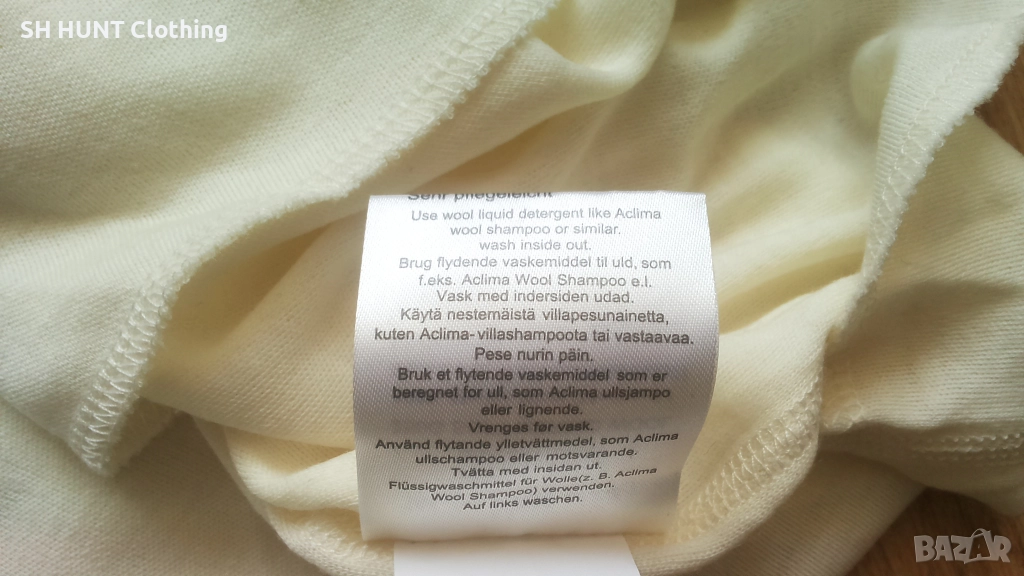 SH HUNT Clothing
Sehr pflegeleicht
Use wool liquid detergent like Aclima
wool shampoo or similar.
wash inside out.
Brug flydende vaskemiddel til uld, som
f.eks. Aclima Wool Shampoo e.l.
Vask med indersiden udad.
Käytä nestemäistä villapesunainetta,
kuten Aclima-villashampoota tai vastaavaa.
Pese nurin päin.
Bruk et flytende vaskemiddel som er
beregnet for ull, som Aclima ullsjampo
eller lignende.
Vrenges før vask.
Använd flytande ylletvättmedel, som Aclima
ullschampoo eller motsvarande.
Tvätta med insidan ut.
Flüssigwaschmittel für Wolle(z. B. Aclima
Wool Shampoo) verwenden.
Auf links waschen.
BAZAR